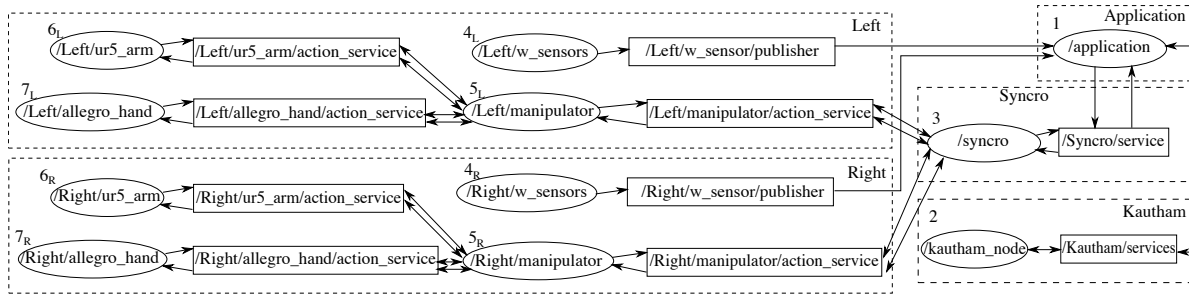 Left
6L
/Left/ur5_arm
/Left/ur5_arm/action_service
4L
/Left/w_sensors
/Left/w_sensor/publisher
7L
/Left/allegro_hand
/Left/allegro_hand/action_service
5L
/Left/manipulator
/Left/manipulator/action_service
Right
6R
/Right/ur5_arm
/Right/ur5_arm/action_service
4R
/Right/w_sensors
/Right/w_sensor/publisher
7R
/Right/allegro_hand
/Right/allegro_hand/action_service
5R
/Right/manipulator
/Right/manipulator/action_service
Application
1
/application
Syncro
3
/syncro
/Syncro/service
Kautham
2
/kautham_node
/Kautham/services